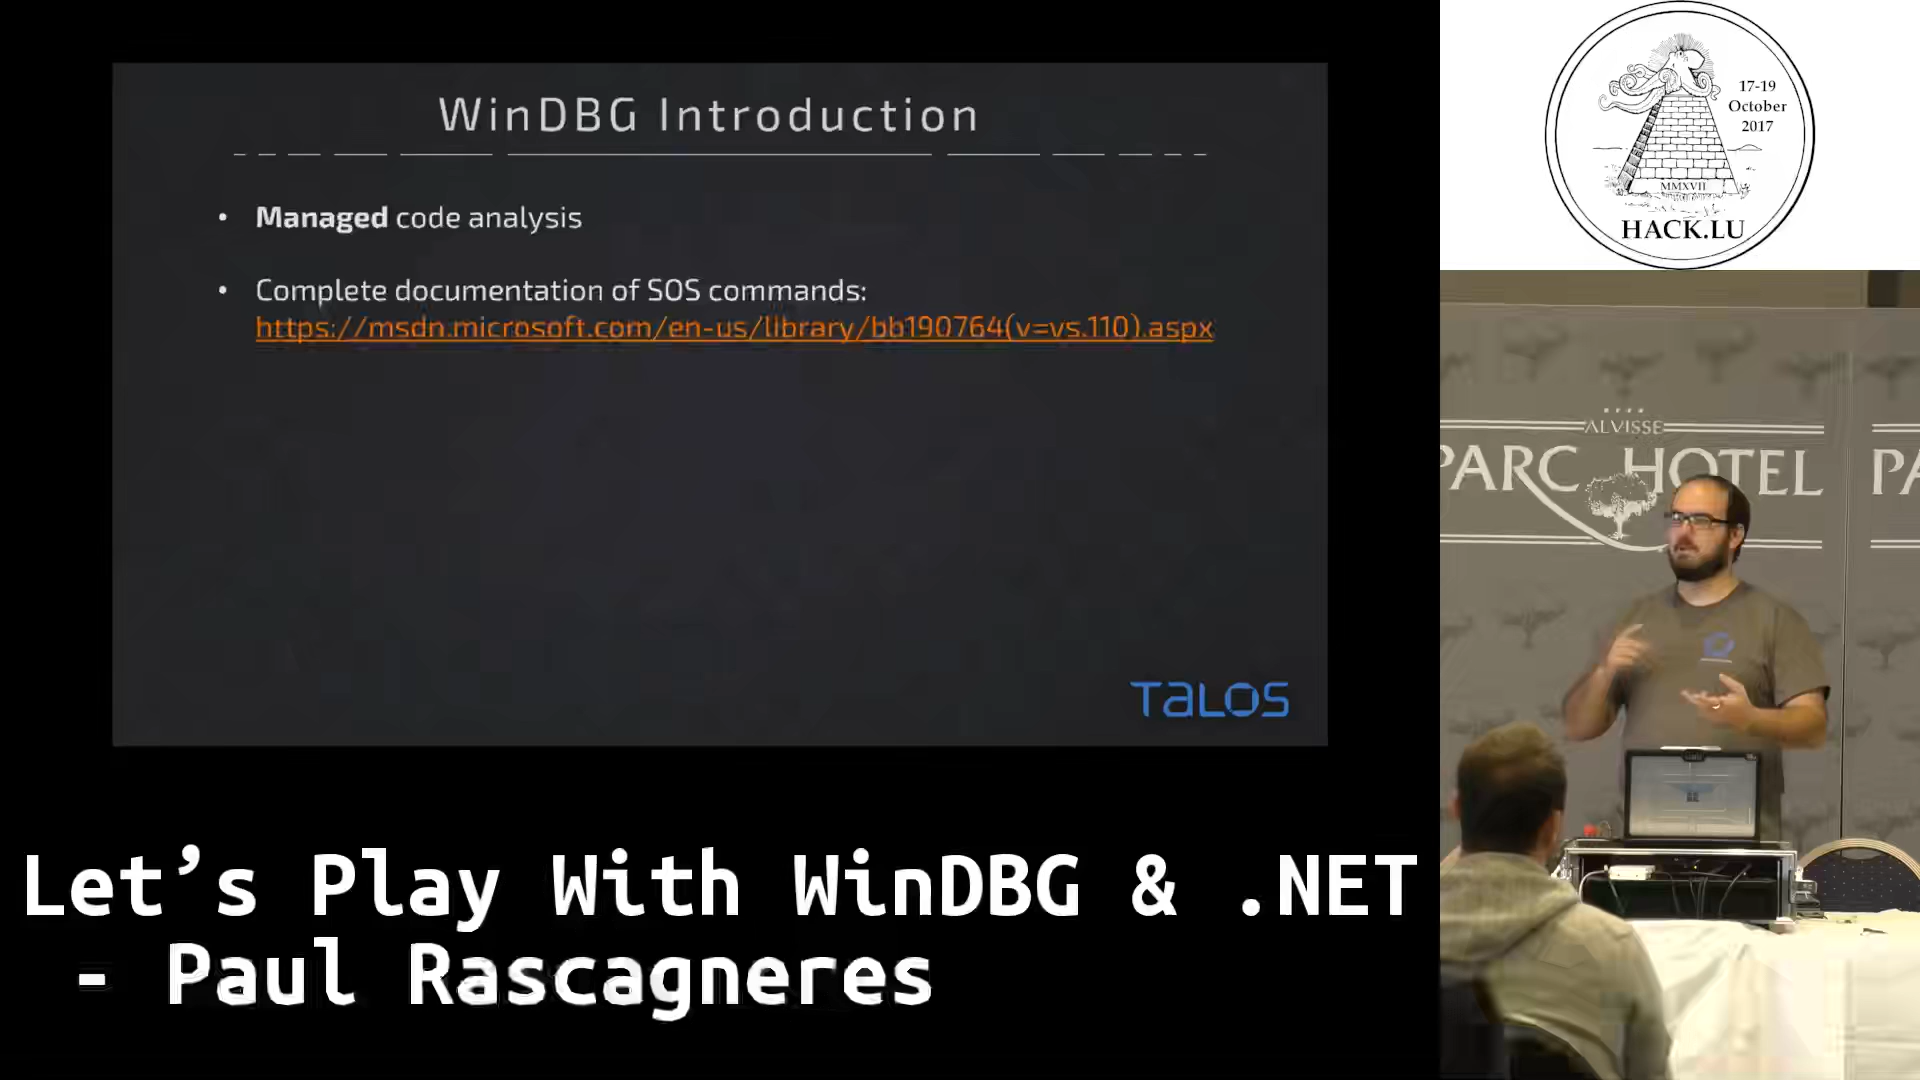 WinDBG Introduction
• Managed code analysis
• Complete documentation of SOS commands:
https://msdn.microsoft.com/en-us/library/bb190764(v=vs.110).aspx
TALOS
Let’s Play With WinDBG & .NET
- Paul Rascagneres
17-19
October
2017
MMXVII
HACK.LU
ALVISSE
PARC HOTEL
PA